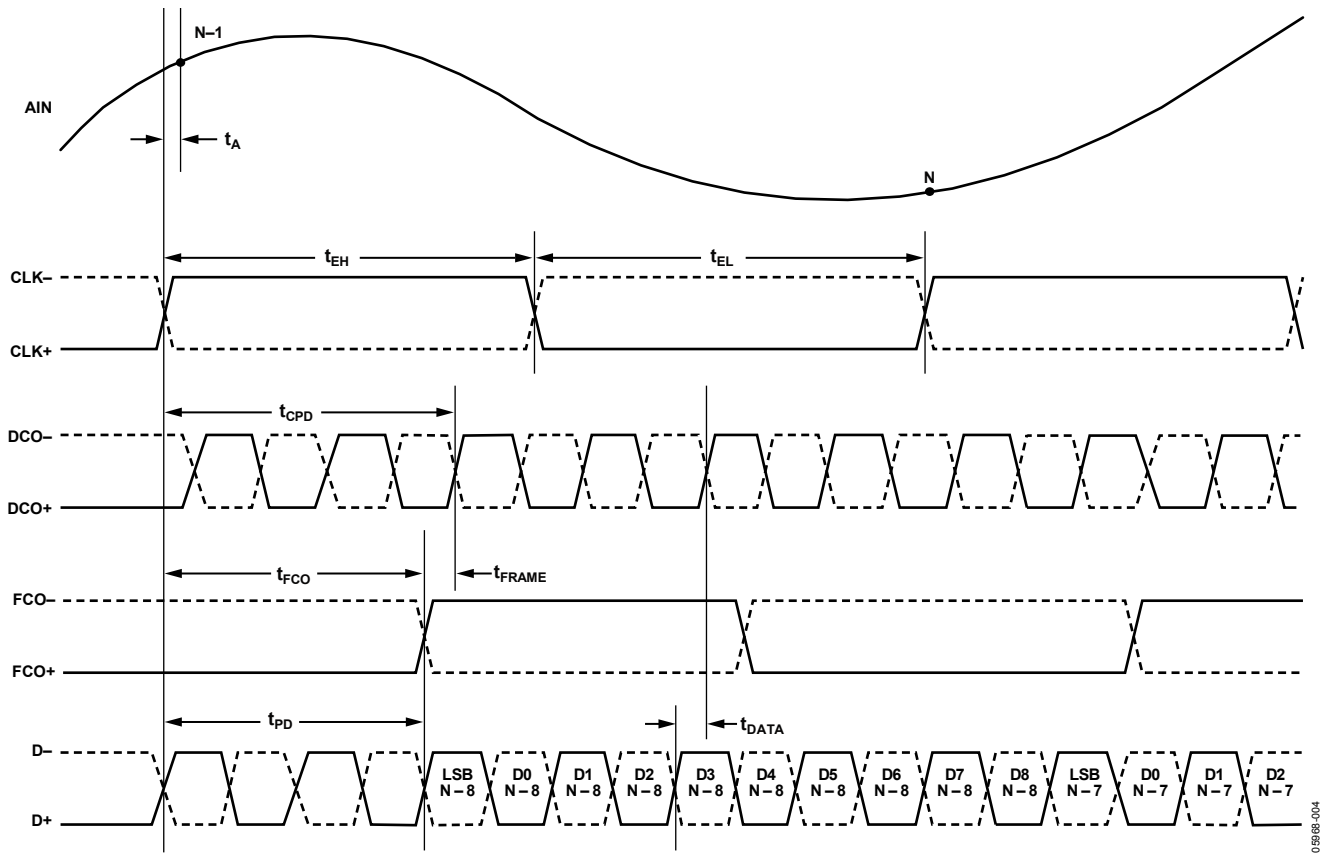 N–1
AIN
tA
N
tEH
tEL
CLK–
CLK+
tCPD
DCO–
DCO+
tFCO
tFRAME
FCO–
FCO+
tPD
tDATA
D–
LSB N – 8
D0 N – 8
D1 N – 8
D2 N – 8
D3 N – 8
D4 N – 8
D5 N – 8
D6 N – 8
D7 N – 8
D8 N – 8
LSB N – 7
D0 N – 7
D1 N – 7
D2 N – 7
D+
05968-004